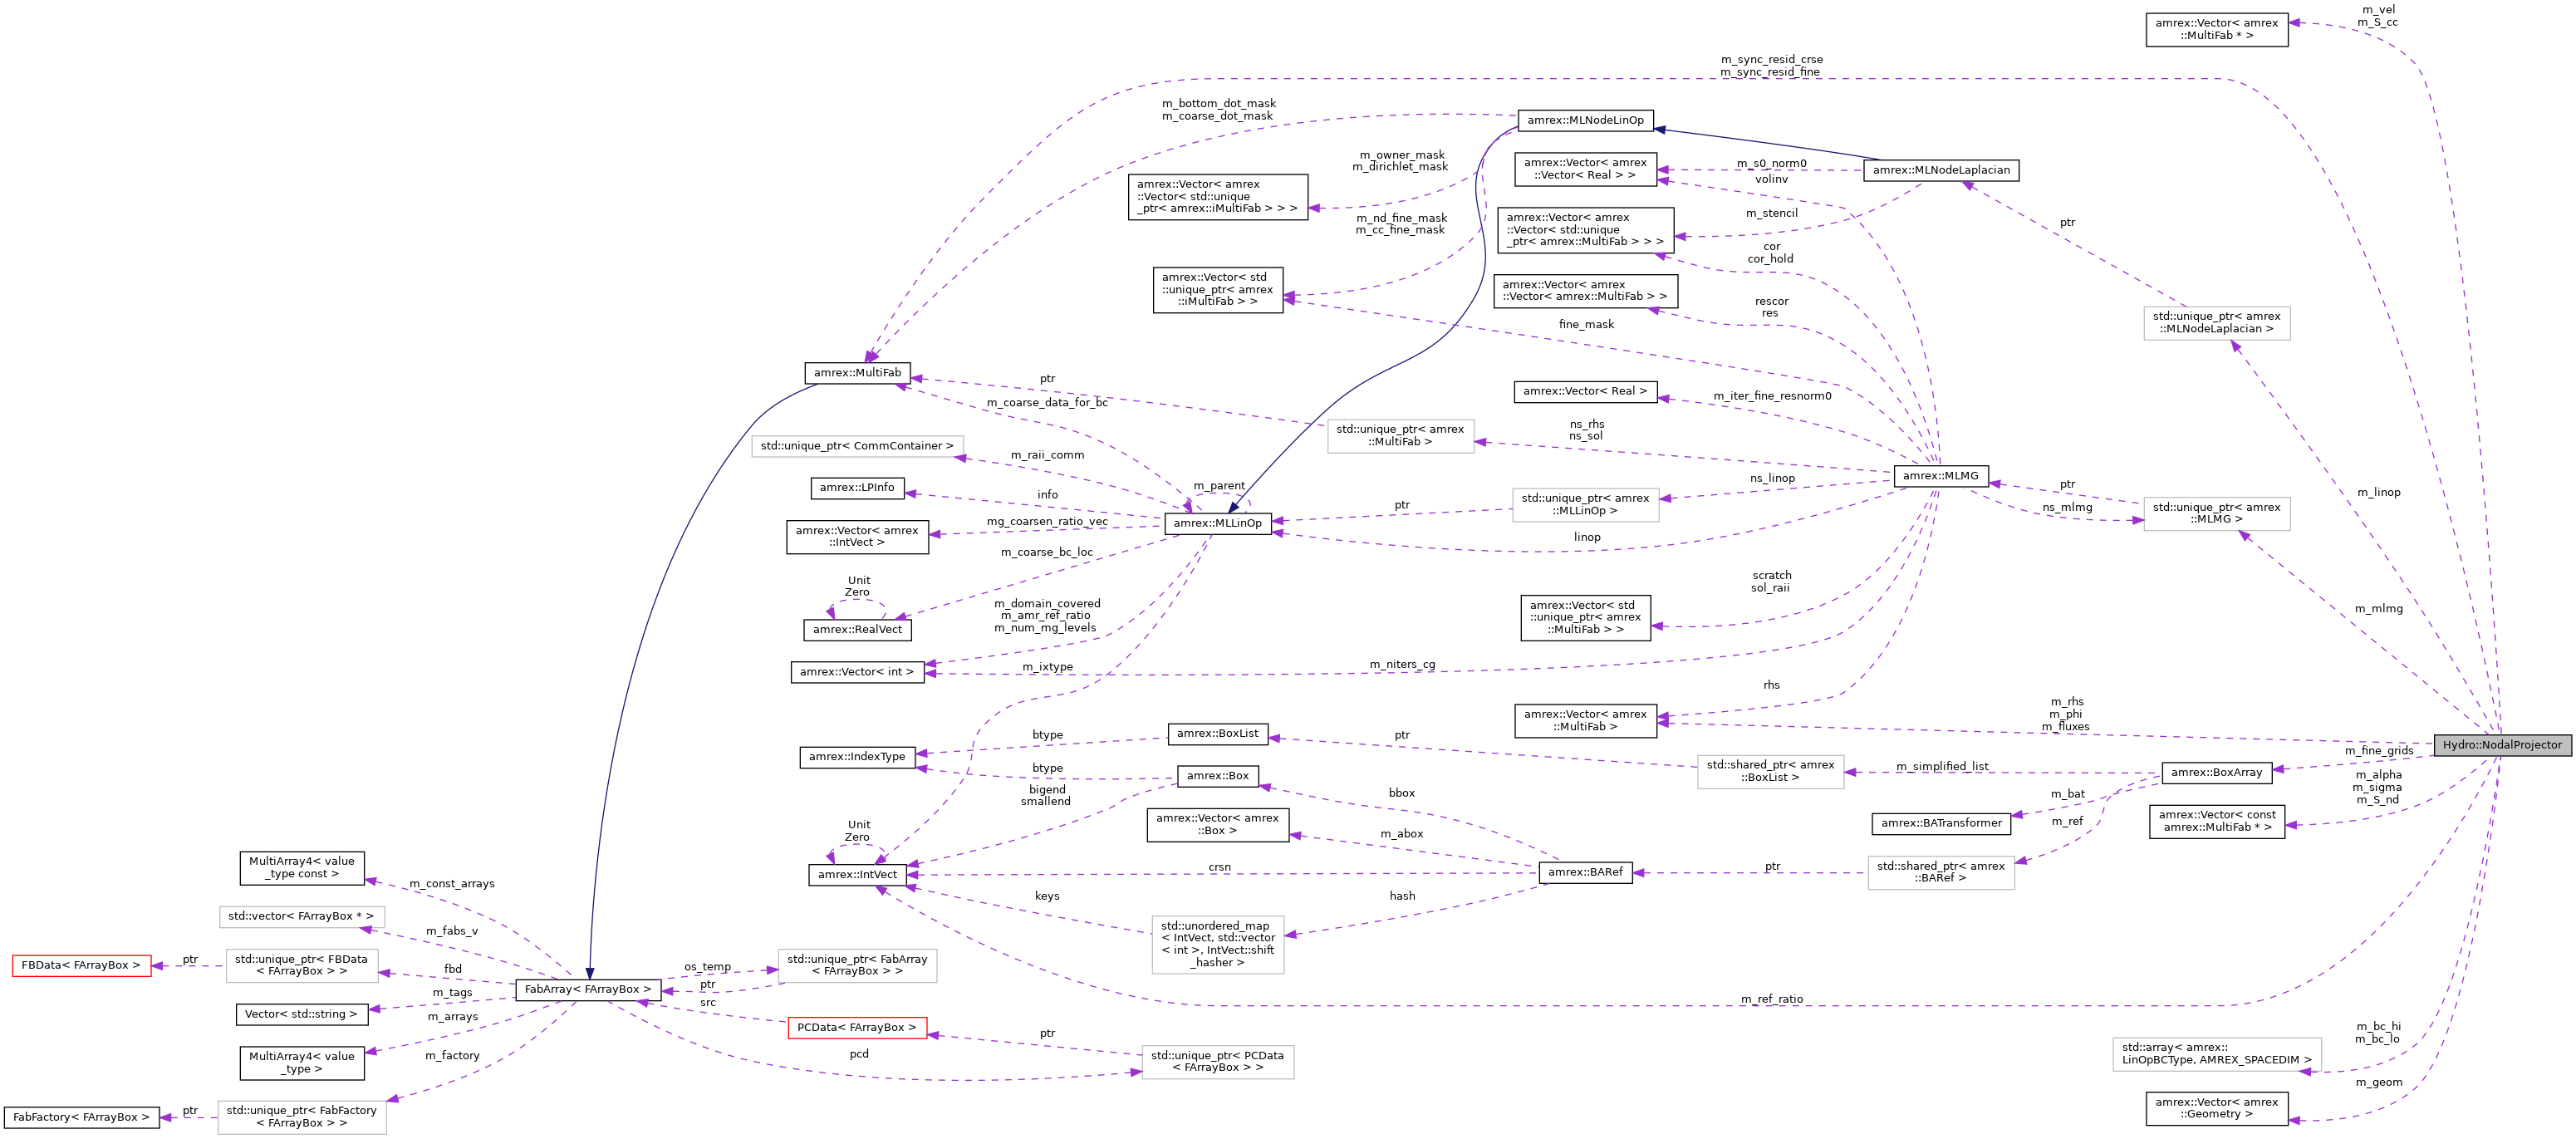 m_vel
m_S_cc
amrex::Vector< amrex
::MultiFab * >
m_sync_resid_crse
m_sync_resid_fine
m_bottom_dot_mask
m_coarse_dot_mask
amrex::MLNodeLinOp
m_owner_mask
m_dirichlet_mask
amrex::Vector< amrex
::Vector< Real > >
m_s0_norm0
volinv
amrex::MLNodeLaplacian
amrex::Vector< amrex
::Vector< std::unique
_ptr< amrex::iMultiFab > > >
m_nd_fine_mask
m_cc_fine_mask
amrex::Vector< amrex
::Vector< std::unique
_ptr< amrex::MultiFab > > >
m_stencil
ptr
cor
cor_hold
amrex::Vector< std
::unique_ptr< amrex
::iMultiFab > >
amrex::Vector< amrex
::Vector< amrex::MultiFab > >
rescor
res
std::unique_ptr< amrex
::MLNodeLaplacian >
fine_mask
amrex::MultiFab
ptr
m_coarse_data_for_bc
amrex::Vector< Real >
m_iter_fine_resnorm0
std::unique_ptr< CommContainer >
m_raii_comm
std::unique_ptr< amrex
::MultiFab >
ns_rhs
ns_sol
amrex::MLMG
amrex::LPInfo
info
m_parent
amrex::MLLinOp
ptr
std::unique_ptr< amrex
::MLLinOp >
ns_linop
linop
ptr
ns_mlmg
std::unique_ptr< amrex
::MLMG >
m_linop
amrex::Vector< amrex
::IntVect >
mg_coarsen_ratio_vec
m_coarse_bc_loc
Unit
Zero
amrex::RealVect
m_domain_covered
m_amr_ref_ratio
m_num_mg_levels
amrex::Vector< std
::unique_ptr< amrex
::MultiFab > >
scratch
sol_raii
m_mlmg
amrex::Vector< int >
m_ixtype
m_niters_cg
rhs
amrex::Vector< amrex
::MultiFab >
m_rhs
m_phi
m_fluxes
Hydro::NodalProjector
amrex::IndexType
btype
amrex::BoxList
ptr
std::shared_ptr< amrex
::BoxList >
m_simplified_list
amrex::BoxArray
m_fine_grids
btype
amrex::Box
bigend
smallend
bbox
m_alpha
m_sigma
m_S_nd
amrex::Vector< const
amrex::MultiFab * >
m_bat
amrex::BATransformer
m_ref
amrex::Vector< amrex
::Box >
m_abox
Unit
Zero
amrex::IntVect
crsn
amrex::BARef
ptr
std::shared_ptr< amrex
::BARef >
keys
hash
std::unordered_map
< IntVect, std::vector
< int >, IntVect::shift
_hasher >
m_ref_ratio
MultiArray4< value
_type const >
m_const_arrays
std::vector< FArrayBox * >
m_fabs_v
FBData< FArrayBox >
ptr
std::unique_ptr< FBData
< FArrayBox > >
fbd
Vector< std::string >
m_tags
FabArray< FArrayBox >
os_temp
ptr
src
std::unique_ptr< FabArray
< FArrayBox > >
m_arrays
MultiArray4< value
_type >
m_factory
PCData< FArrayBox >
ptr
pcd
std::unique_ptr< PCData
< FArrayBox > >
FabFactory< FArrayBox >
ptr
std::unique_ptr< FabFactory
< FArrayBox > >
m_bc_hi
m_bc_lo
std::array< amrex::
LinOpBCType, AMREX_SPACEDIM >
m_geom
amrex::Vector< amrex
::Geometry >